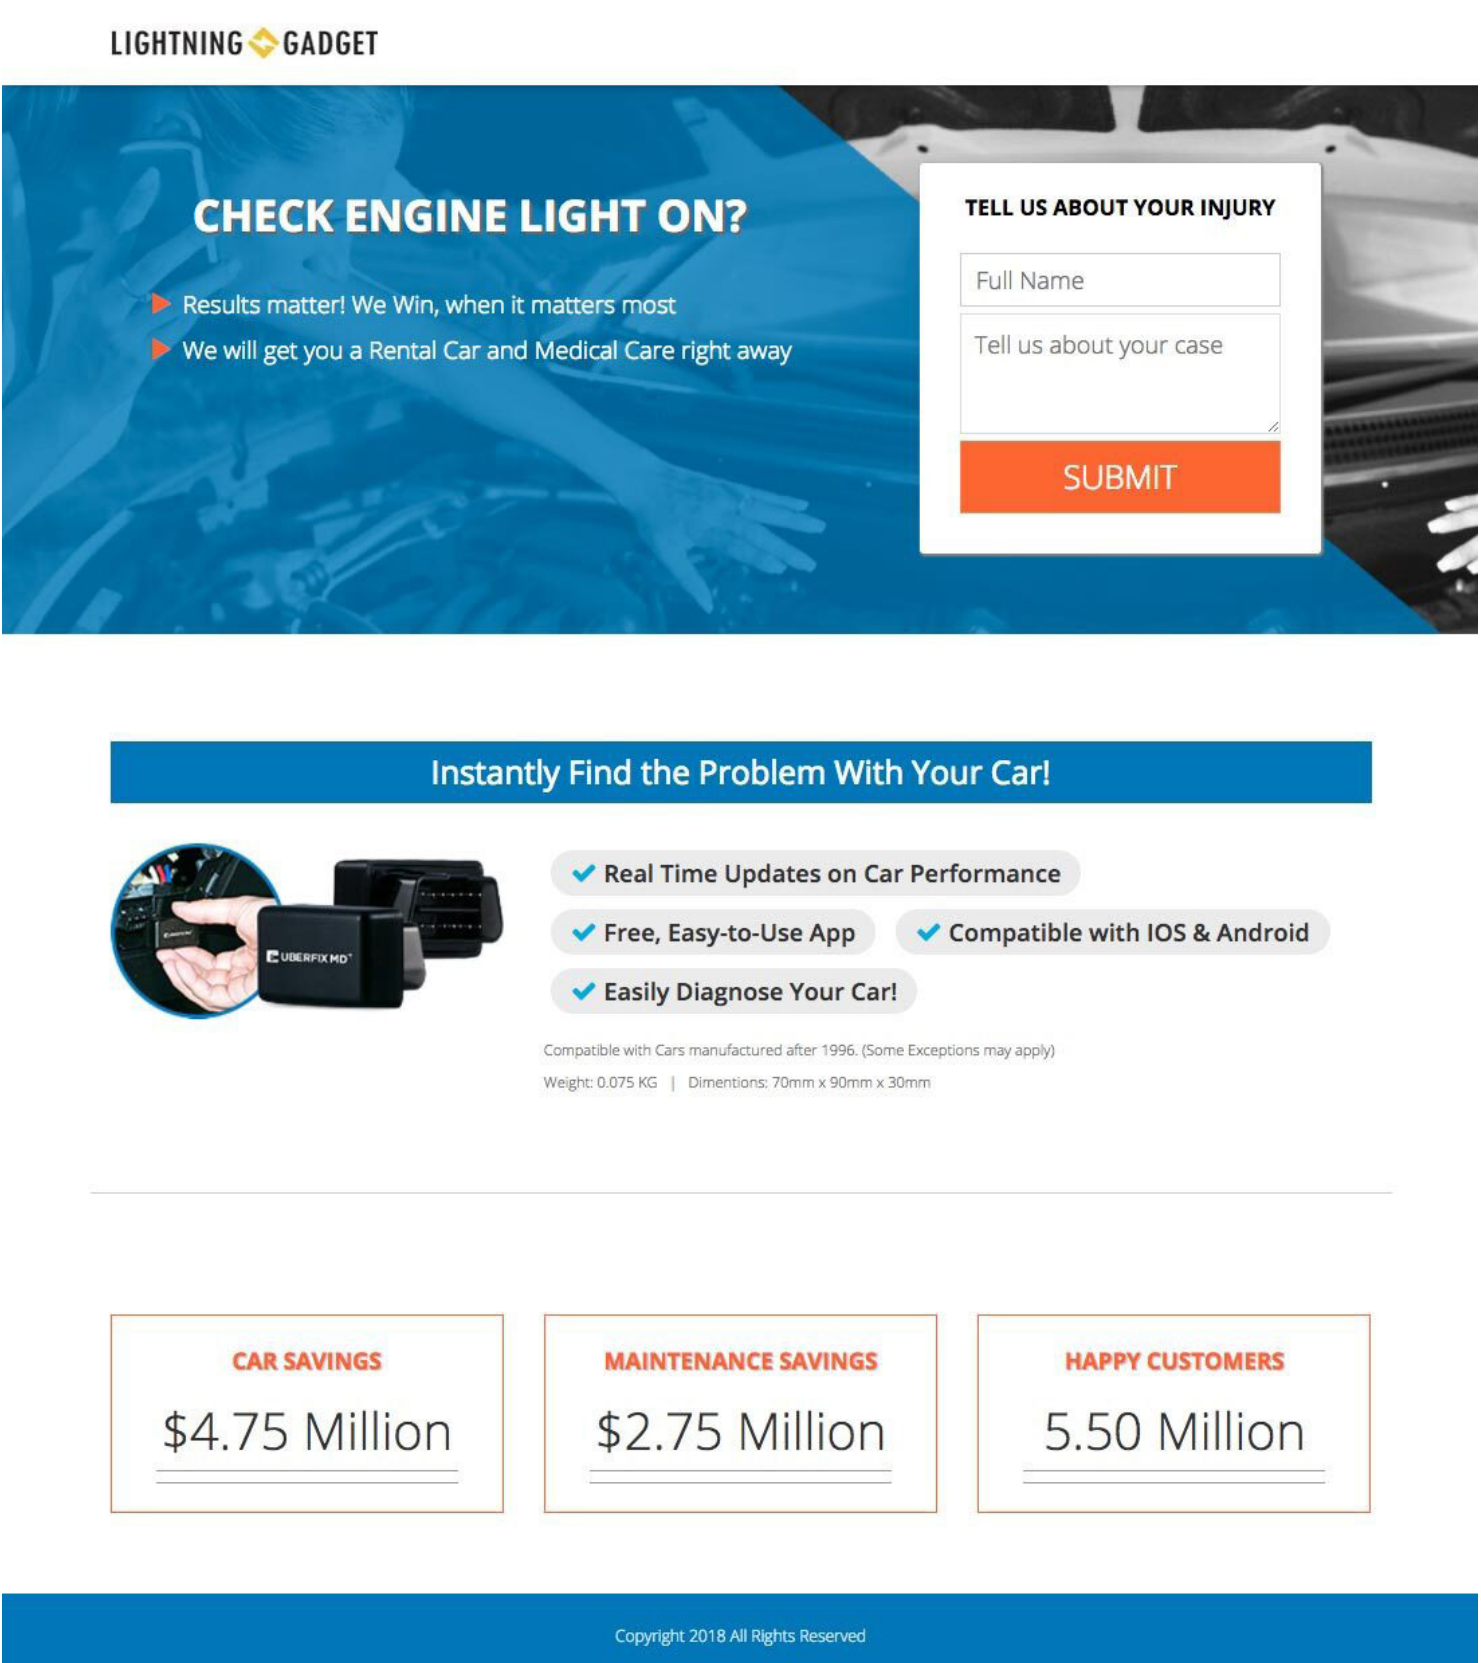 LIGHTNING GADGET
CHECK ENGINE LIGHT ON?
Results matter! We Win, when it matters most
We will get you a Rental Car and Medical Care right away
TELL US ABOUT YOUR INJURY
Full Name
Tell us about your case
SUBMIT
Instantly Find the Problem With Your Car!
UBERFIX MD
Real Time Updates on Car Performance
Free, Easy-to-Use App
Compatible with IOS & Android
Easily Diagnose Your Car!
Compatible with Cars manufactured after 1996. (Some Exceptions may apply)
Weight: 0.075 KG | Dimentions: 70mm x 90mm x 30mm
CAR SAVINGS
$4.75 Million
MAINTENANCE SAVINGS
$2.75 Million
HAPPY CUSTOMERS
5.50 Million
Copyright 2018 All Rights Reserved